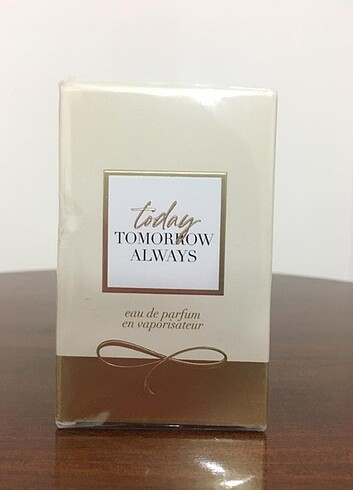 today
TOMORROW
ALWAYS
eau de parfum
en vaporisateur